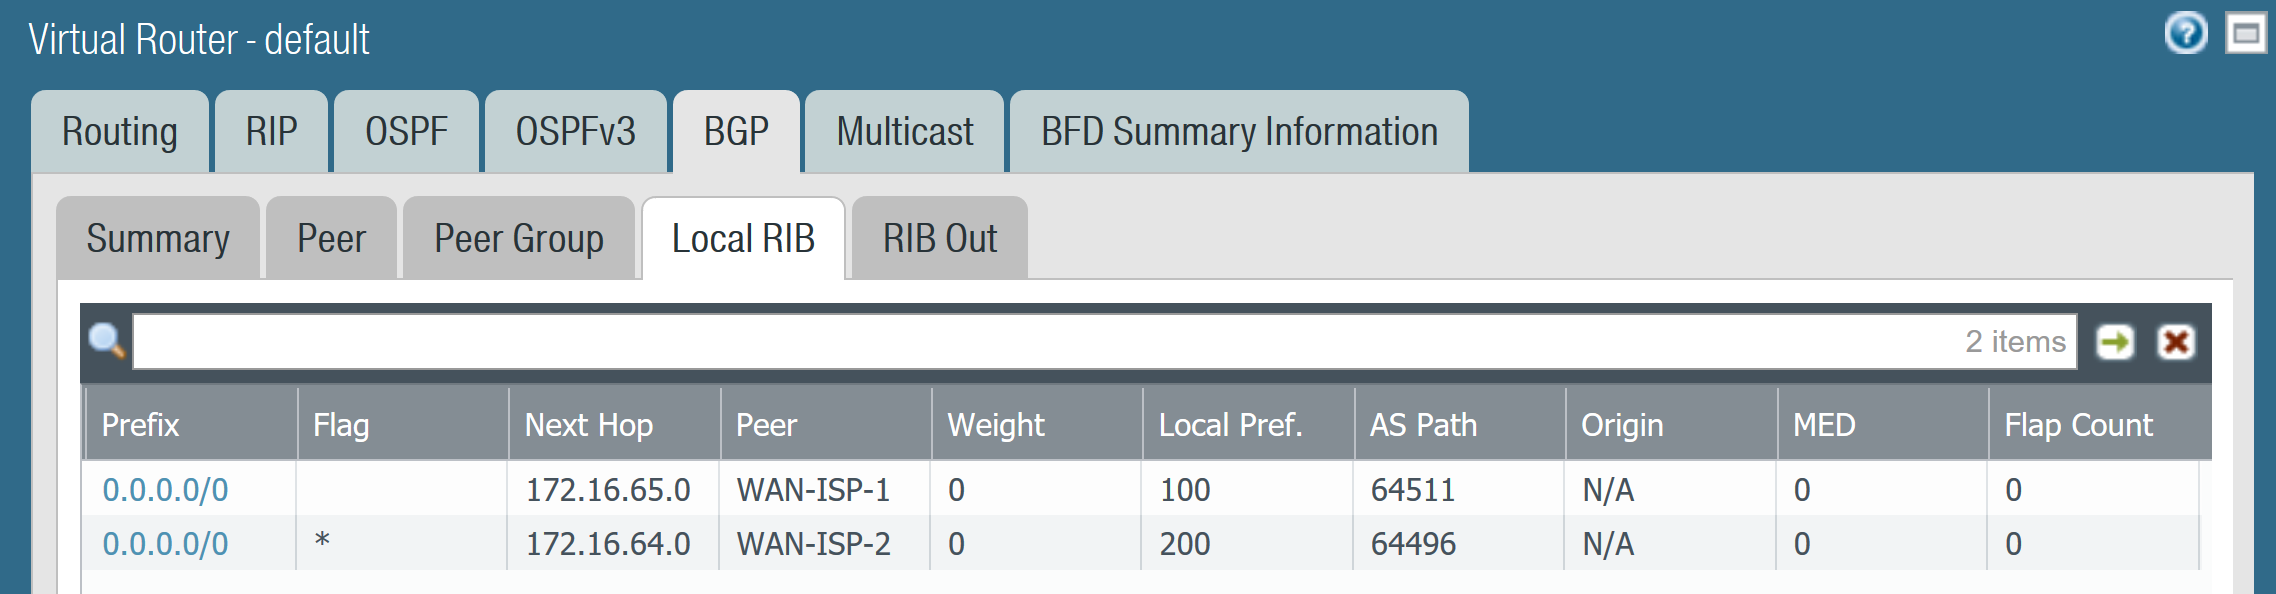 Virtual Router - default
Routing RIP OSPF OSPFv3 BGP Multicast BFD Summary Information
Summary Peer Peer Group Local RIB RIB Out
2 items
Prefix Flag Next Hop Peer Weight Local Pref. AS Path Origin MED Flap Count
0.0.0.0/0 172.16.65.0 WAN-ISP-1 0 100 64511 N/A 0 0
0.0.0.0/0 * 172.16.64.0 WAN-ISP-2 0 200 64496 N/A 0 0